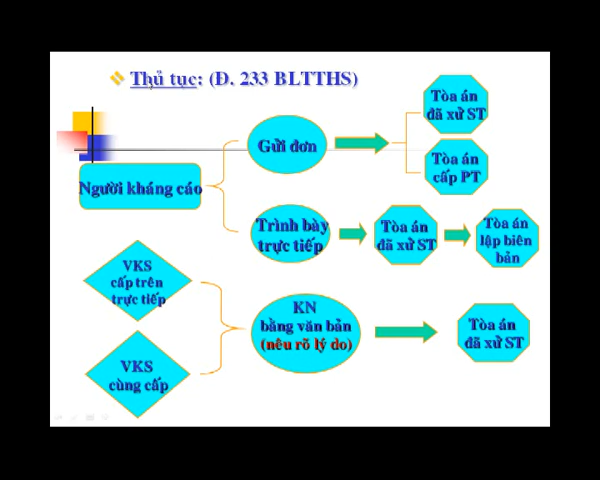 Thủ tục: (Đ. 233 BLTTHS)
Tòa án
đã xử ST
Gửi đơn
Tòa án
cấp PT
Người kháng cáo
Trình bày
trực tiếp
Tòa án
đã xử ST
Tòa án
lập biên
bản
VKS
cấp trên
trực tiếp
KN
bằng văn bản
(nêu rõ lý do)
Tòa án
đã xử ST
VKS
cùng cấp